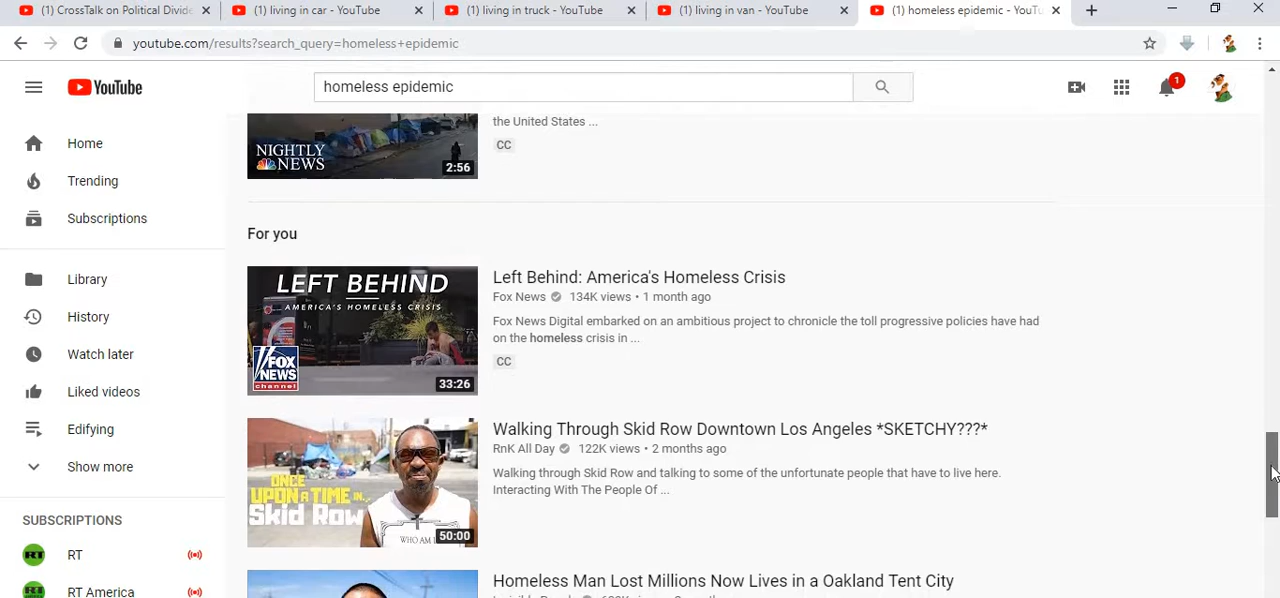 (1) CrossTalk on Political Divide
(1) living in car - YouTube
(1) living in truck - YouTube
(1) living in van - YouTube
(1) homeless epidemic - YouT
youtube.com/results?search_query=homeless+epidemic
YouTube
homeless epidemic
1
Home
Trending
Subscriptions
Library
History
Watch later
Liked videos
Edifying
Show more
SUBSCRIPTIONS
RT
RT
RT America
NIGHTLY
NEWS
2:56
the United States ...
CC
For you
LEFT BEHIND
AMERICA'S HOMELESS CRISIS
FOX
NEWS
channel
33:26
Left Behind: America's Homeless Crisis
Fox News 134K views • 1 month ago
Fox News Digital embarked on an ambitious project to chronicle the toll progressive policies have had
on the homeless crisis in ...
CC
ONCE
UPON A TIME IN...
Skid Row
WHO AM I
50:00
Walking Through Skid Row Downtown Los Angeles *SKETCHY???*
RnK All Day 122K views • 2 months ago
Walking through Skid Row and talking to some of the unfortunate people that have to live here.
Interacting With The People Of ...
Homeless Man Lost Millions Now Lives in a Oakland Tent City